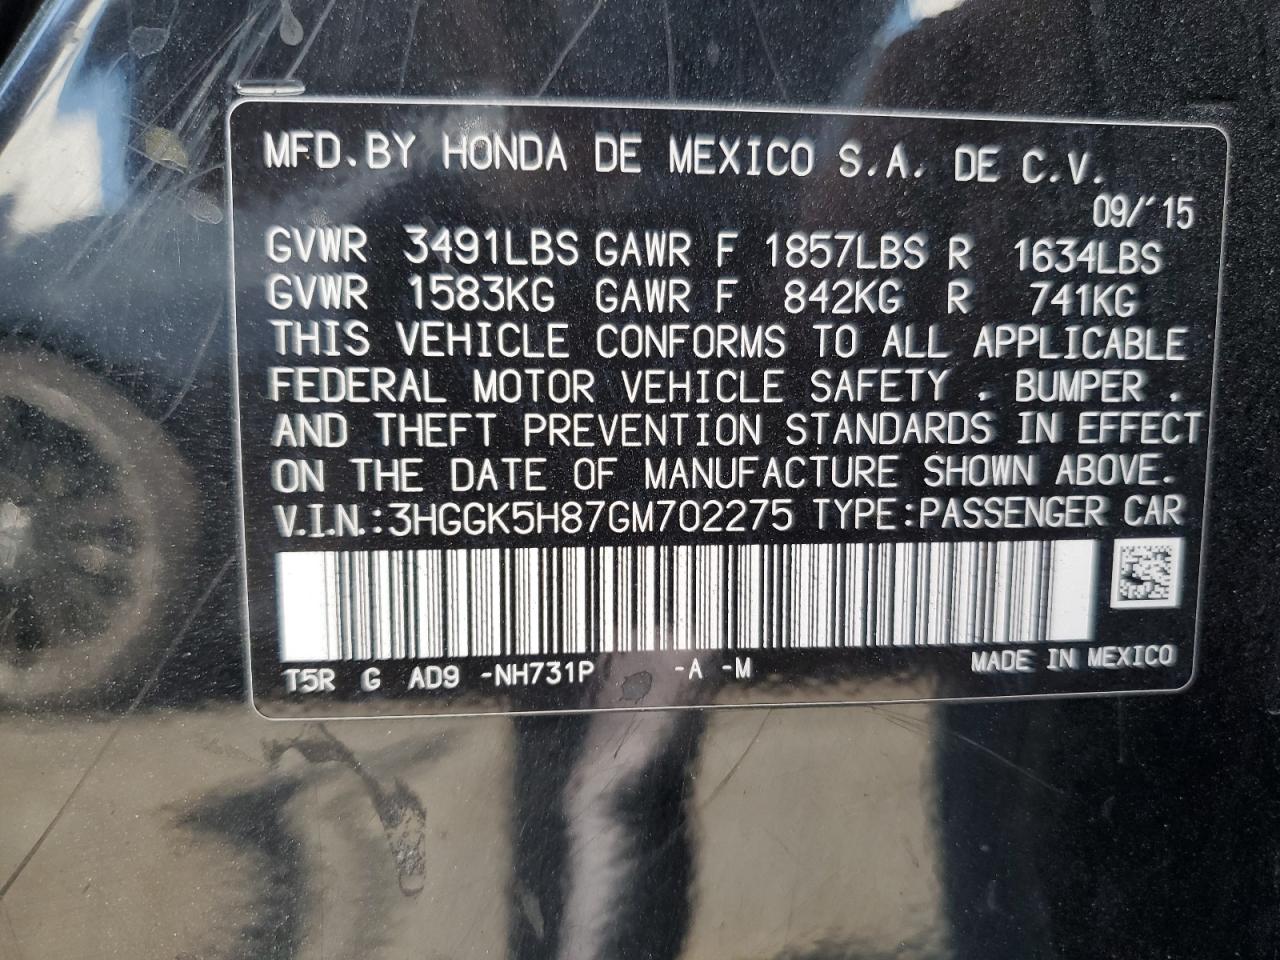 MFD.BY HONDA DE MEXICO S.A. DE C.V.
09/'15
GVWR 3491LBS GAWR F 1857LBS R 1634LBS
GVWR 1583KG GAWR F 842KG R 741KG
THIS VEHICLE CONFORMS TO ALL APPLICABLE
FEDERAL MOTOR VEHICLE SAFETY , BUMPER ,
AND THEFT PREVENTION STANDARDS IN EFFECT
ON THE DATE OF MANUFACTURE SHOWN ABOVE.
V.I.N.:3HGGK5H87GM702275 TYPE:PASSENGER CAR
T5R G AD9 -NH731P -A -M MADE IN MEXICO